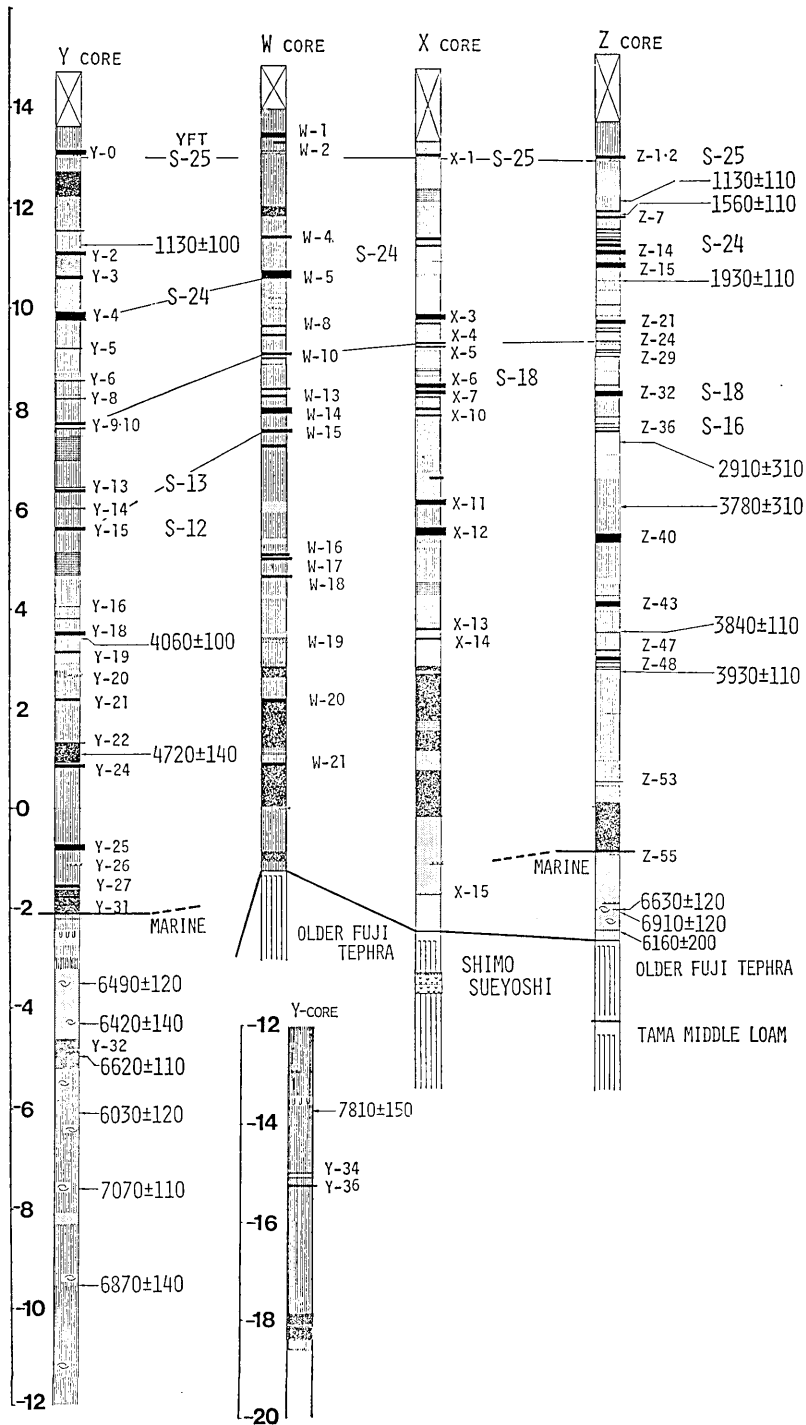 Y CORE
W CORE
X CORE
Z CORE
14
12
10
8
6
4
2
0
-2
-4
-6
-8
-10
-12
Y-0
YFT
S-25
1130±100
Y-2
Y-3
S-24
Y-4
Y-5
Y-6
Y-8
Y-9·10
Y-13
S-13
Y-14
Y-15
S-12
Y-16
Y-18
4060±100
Y-19
Y-20
Y-21
Y-22
4720±140
Y-24
Y-25
Y-26
Y-27
Y-31
MARINE
6490±120
6420±140
Y-32
6620±110
6030±120
7070±110
6870±140
W-1
W-2
W-4
W-5
W-8
W-10
W-13
W-14
W-15
W-16
W-17
W-18
W-19
W-20
W-21
OLDER FUJI
TEPHRA
X-1
S-25
S-24
X-3
X-4
X-5
X-6
S-18
X-7
X-10
X-11
X-12
X-13
X-14
X-15
MARINE
SHIMO
SUEYOSHI
Z-1·2
S-25
1130±110
1560±110
Z-7
Z-14
S-24
Z-15
1930±110
Z-21
Z-24
Z-29
Z-32
S-18
Z-36
S-16
2910±310
3780±310
Z-40
Z-43
3840±110
Z-47
Z-48
3930±110
Z-53
Z-55
6630±120
6910±120
6160±200
OLDER FUJI TEPHRA
TAMA MIDDLE LOAM
Y-CORE
-12
-14
-16
-18
-20
7810±150
Y-34
Y-36